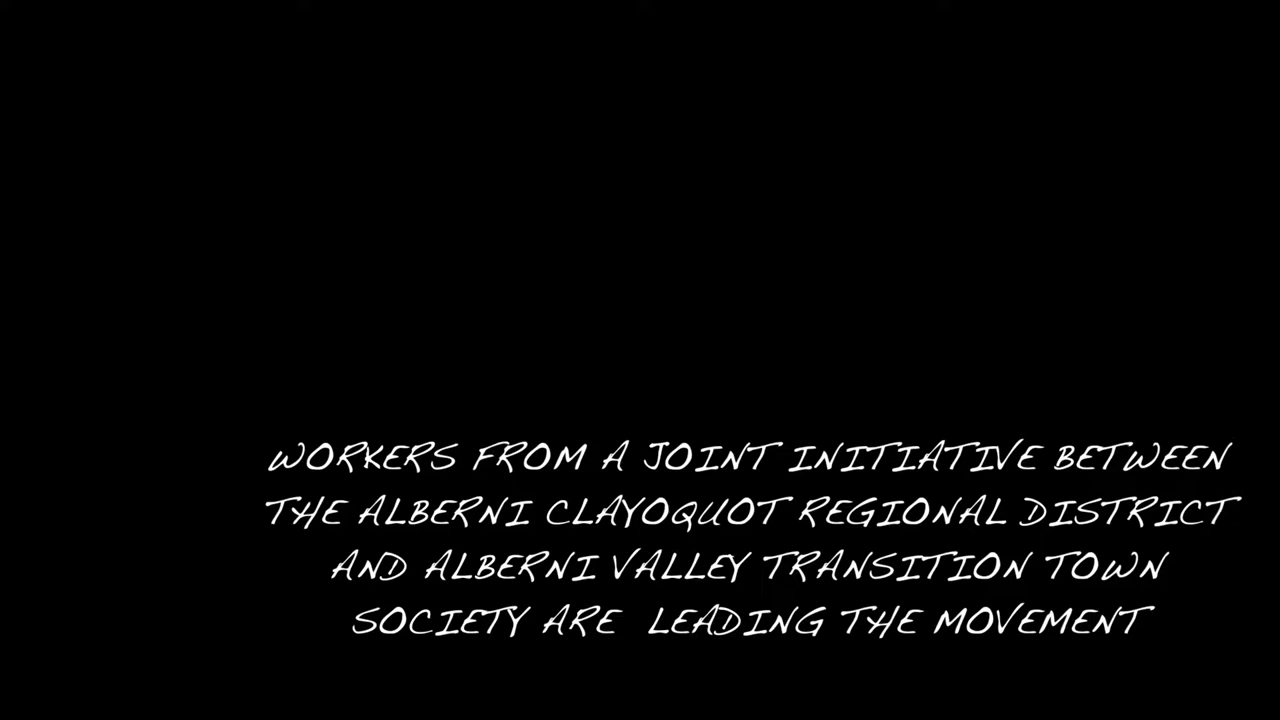 WORKERS FROM A JOINT INITIATIVE BETWEEN
THE ALBERNI CLAYOQUOT REGIONAL DISTRICT
AND ALBERNI VALLEY TRANSITION TOWN
SOCIETY ARE LEADING THE MOVEMENT